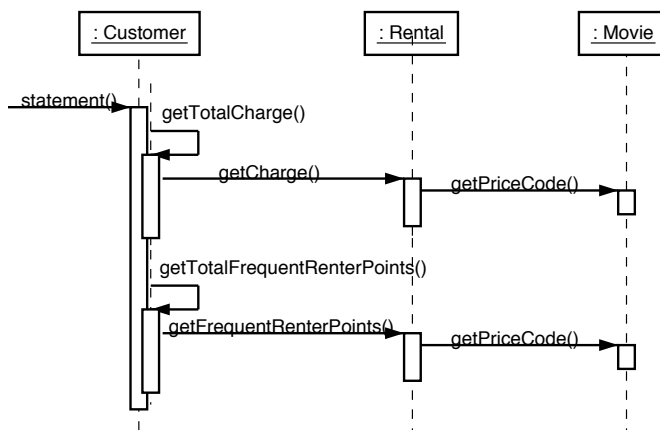 : Customer
: Rental
: Movie
statement()
getTotalCharge()
getCharge()
getPriceCode()
getTotalFrequentRenterPoints()
getFrequentRenterPoints()
getPriceCode()